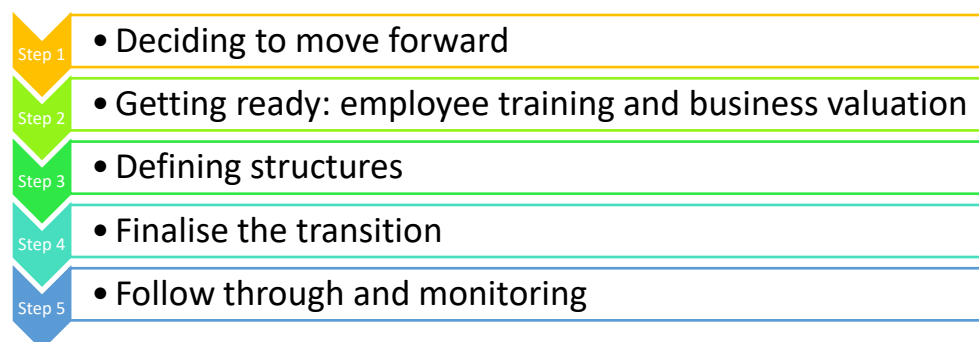 Step 1
• Deciding to move forward
Step 2
• Getting ready: employee training and business valuation
Step 3
• Defining structures
Step 4
• Finalise the transition
Step 5
• Follow through and monitoring